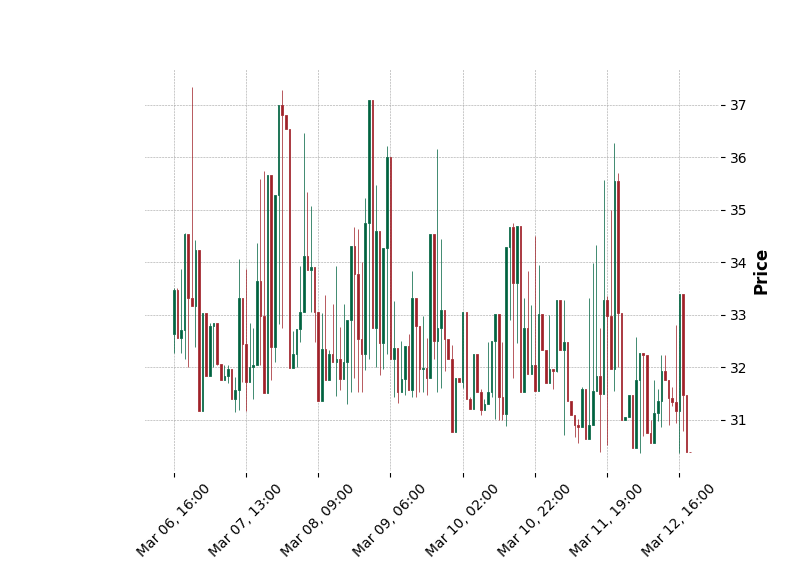 37
36
35
34
33
32
31
Price
Mar 06, 16:00
Mar 07, 13:00
Mar 08, 09:00
Mar 09, 06:00
Mar 10, 02:00
Mar 10, 22:00
Mar 11, 19:00
Mar 12, 16:00